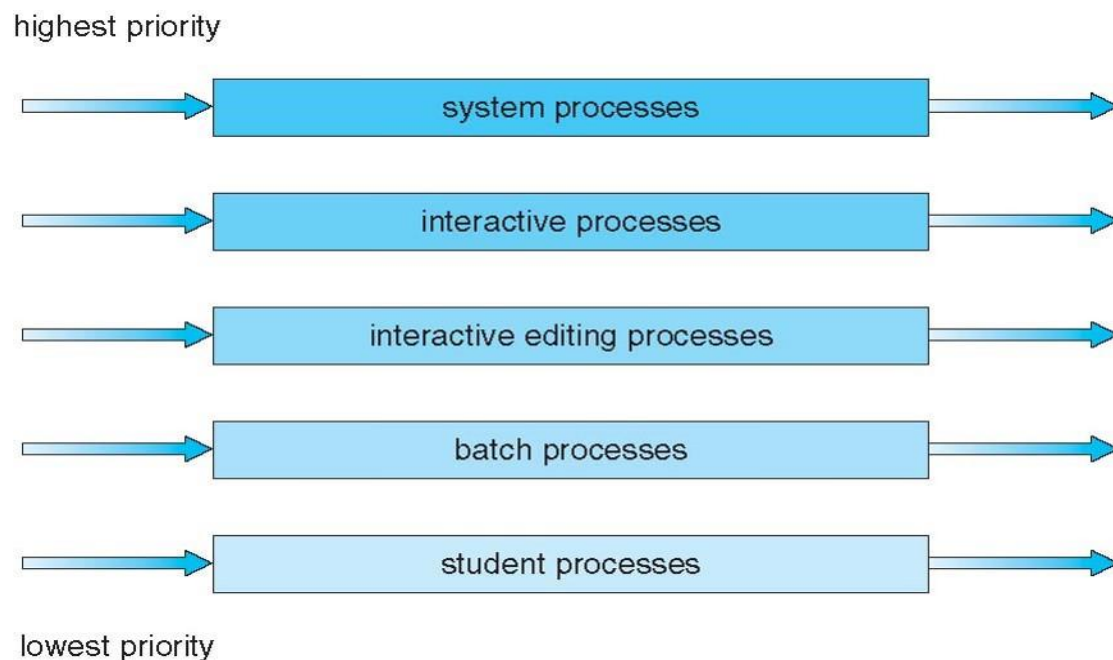 highest priority
system processes
interactive processes
interactive editing processes
batch processes
student processes
lowest priority